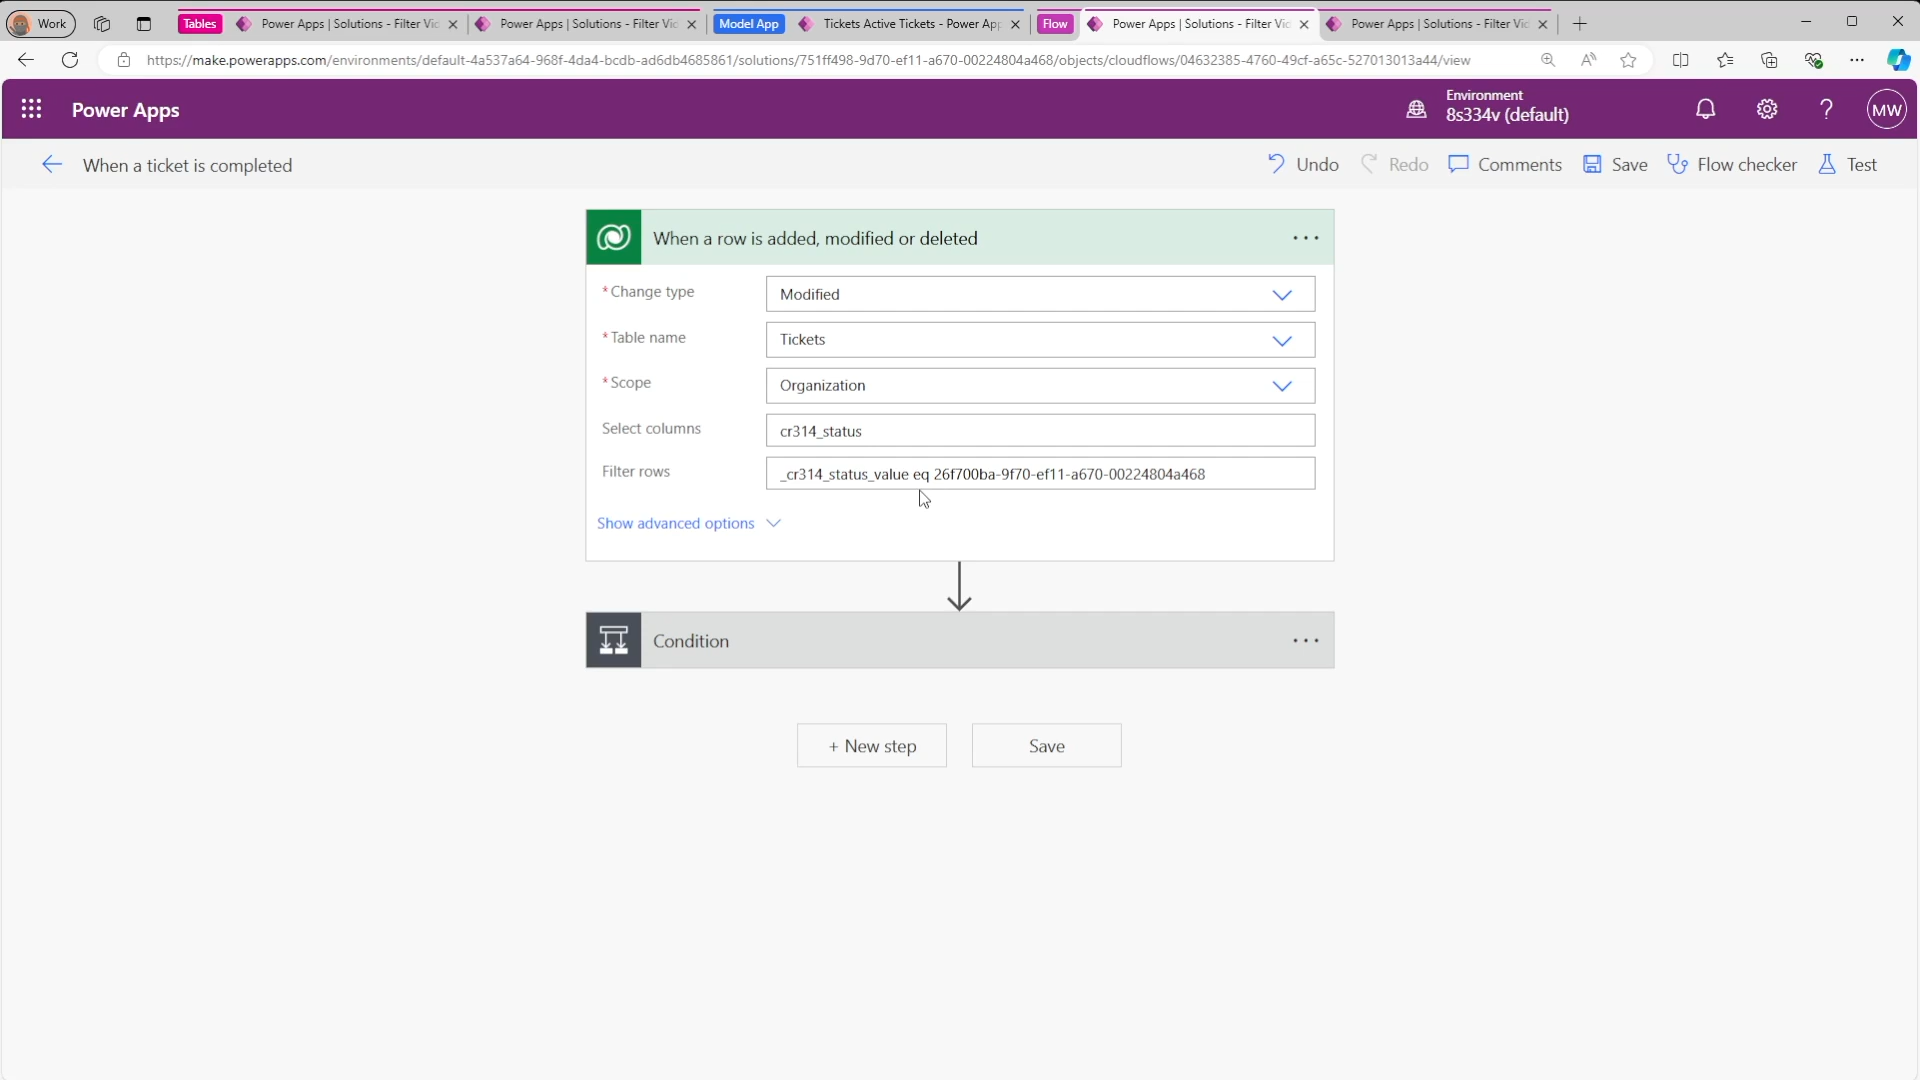 Work
Tables
Power Apps | Solutions - Filter Vic
Power Apps | Solutions - Filter Vic
Model App
Tickets Active Tickets - Power App
Flow
Power Apps | Solutions - Filter Vic
Power Apps | Solutions - Filter Vic
https://make.powerapps.com/environments/default-4a537a64-968f-4da4-bcdb-ad6db4685861/solutions/751ff498-9d70-ef11-a670-00224804a468/objects/cloudflows/04632385-4760-49cf-a65c-527013013a44/view
Power Apps
Environment
8s334v (default)
MW
When a ticket is completed
Undo
Redo
Comments
Save
Flow checker
Test
When a row is added, modified or deleted
* Change type
Modified
* Table name
Tickets
* Scope
Organization
Select columns
cr314_status
Filter rows
_cr314_status_value eq 26f700ba-9f70-ef11-a670-00224804a468
Show advanced options
Condition
+ New step
Save